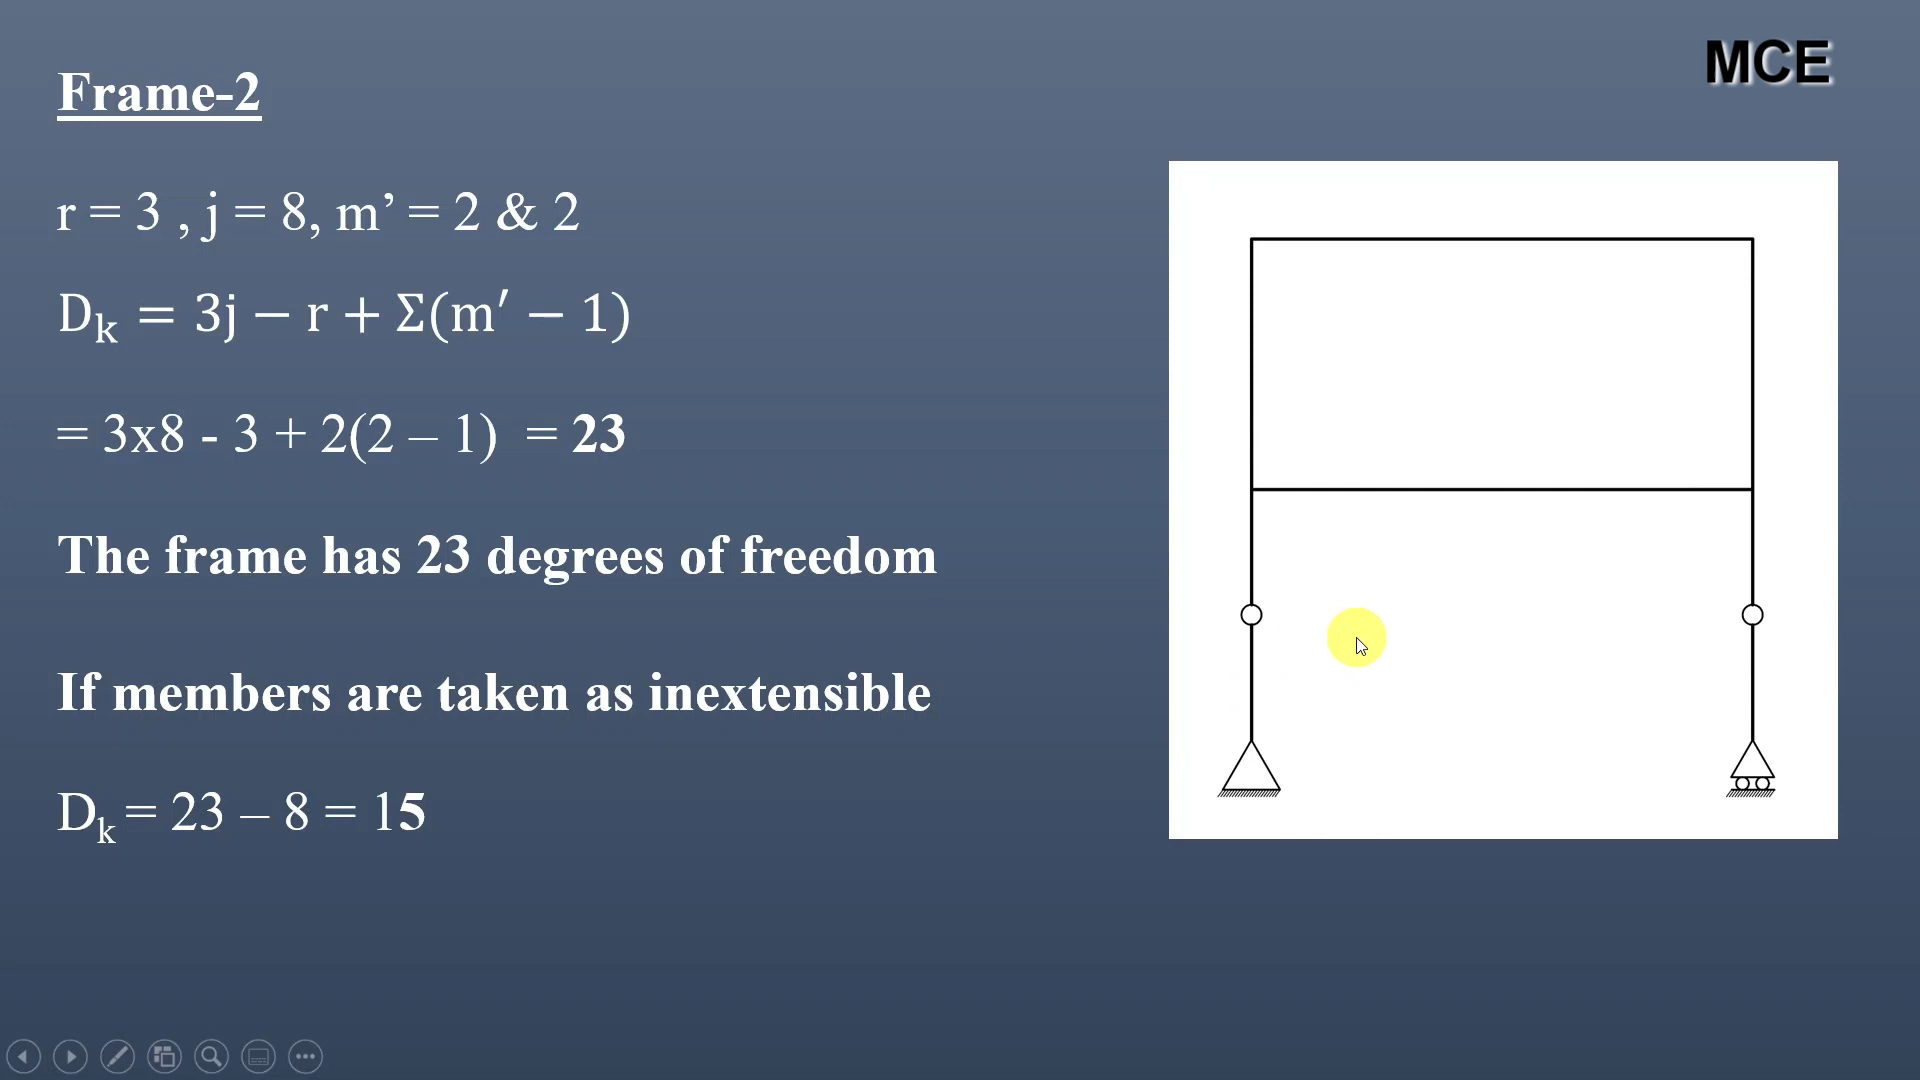 MCE
Frame-2
r = 3 , j = 8, m’ = 2 & 2
Dₖ = 3j − r + Σ(m′ − 1)
= 3x8 - 3 + 2(2 – 1) = 23
The frame has 23 degrees of freedom
If members are taken as inextensible
Dₖ = 23 – 8 = 15